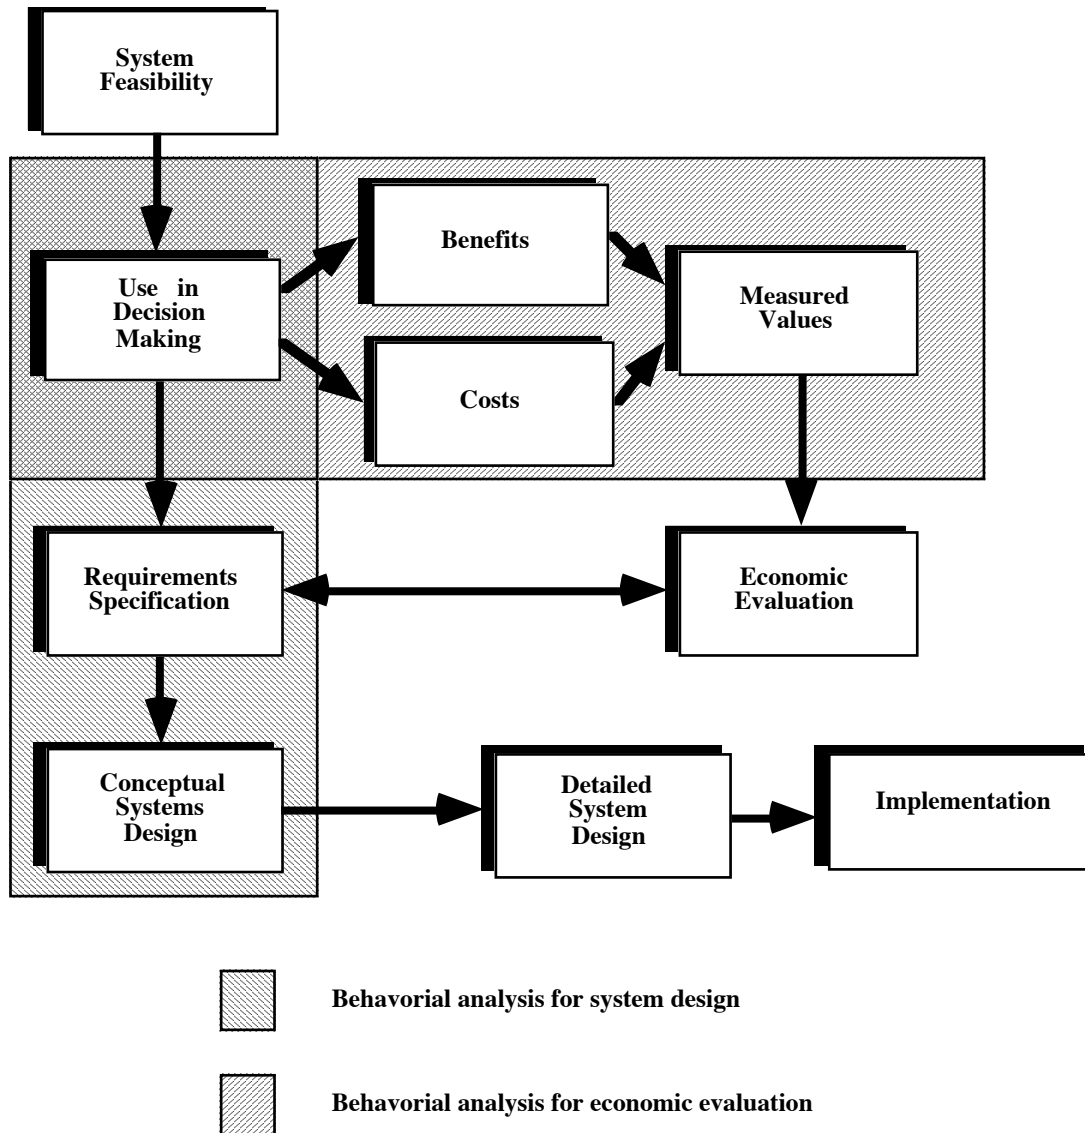 System
Feasibility
Benefits
Use in
Decision
Making
Measured
Values
Costs
Requirements
Specification
Economic
Evaluation
Conceptual
Systems
Design
Detailed
System
Design
Implementation
Behavorial analysis for system design
Behavorial analysis for economic evaluation